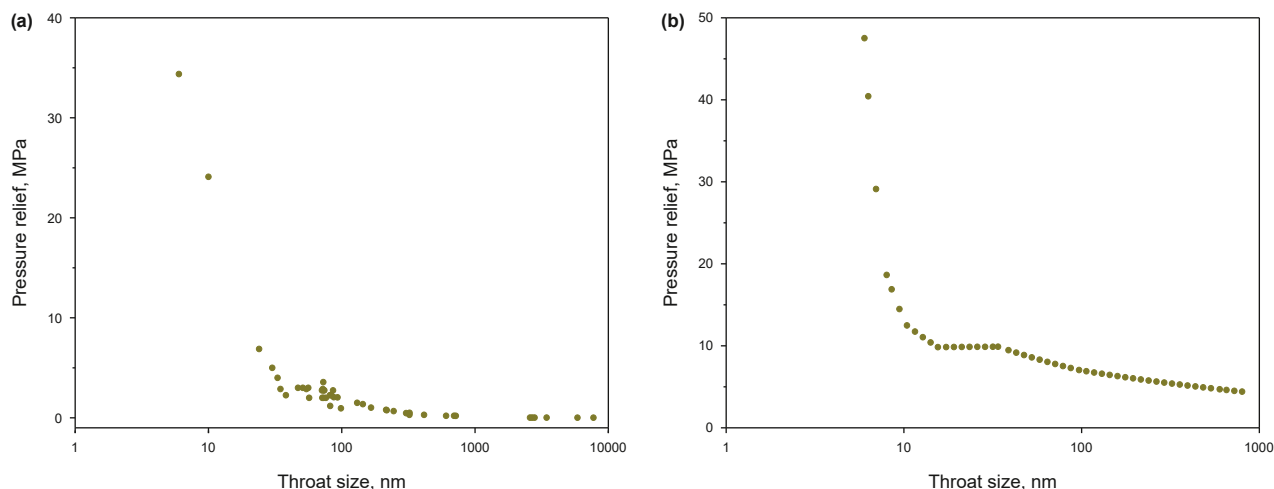 (a)
Pressure relief, MPa
40
30
20
10
0
1 10 100 1000 10000
Throat size, nm
(b)
Pressure relief, MPa
50
40
30
20
10
0
1 10 100 1000
Throat size, nm